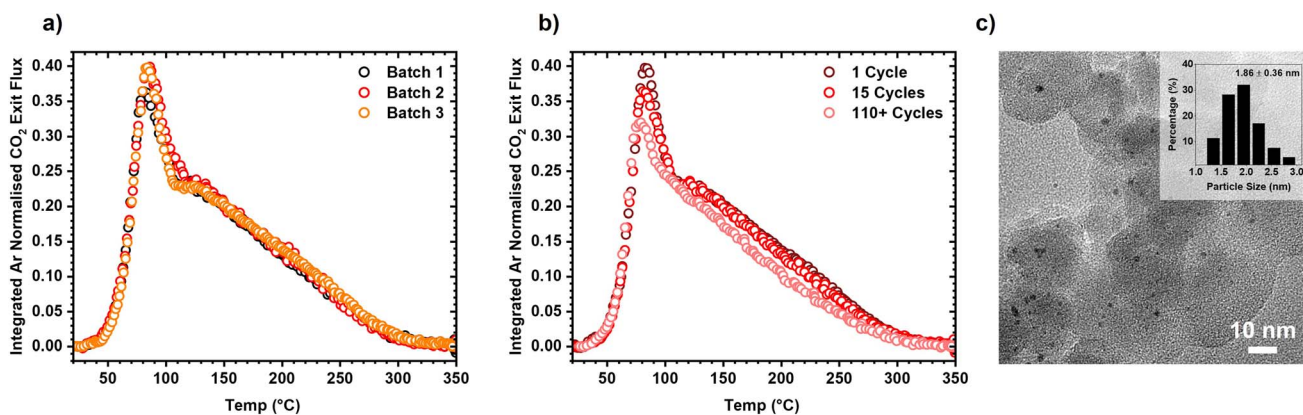 a)
Integrated Ar Normalised CO₂ Exit Flux
0.40
0.35
0.30
0.25
0.20
0.15
0.10
0.05
0.00
Batch 1
Batch 2
Batch 3
50 100 150 200 250 300 350
Temp (°C)
b)
Integrated Ar Normalised CO₂ Exit Flux
0.40
0.35
0.30
0.25
0.20
0.15
0.10
0.05
0.00
1 Cycle
15 Cycles
110+ Cycles
50 100 150 200 250 300 350
Temp (°C)
c)
1.86 ± 0.36 nm
Percentage (%)
40
30
20
10
1.0 1.5 2.0 2.5 3.0
Particle Size (nm)
10 nm